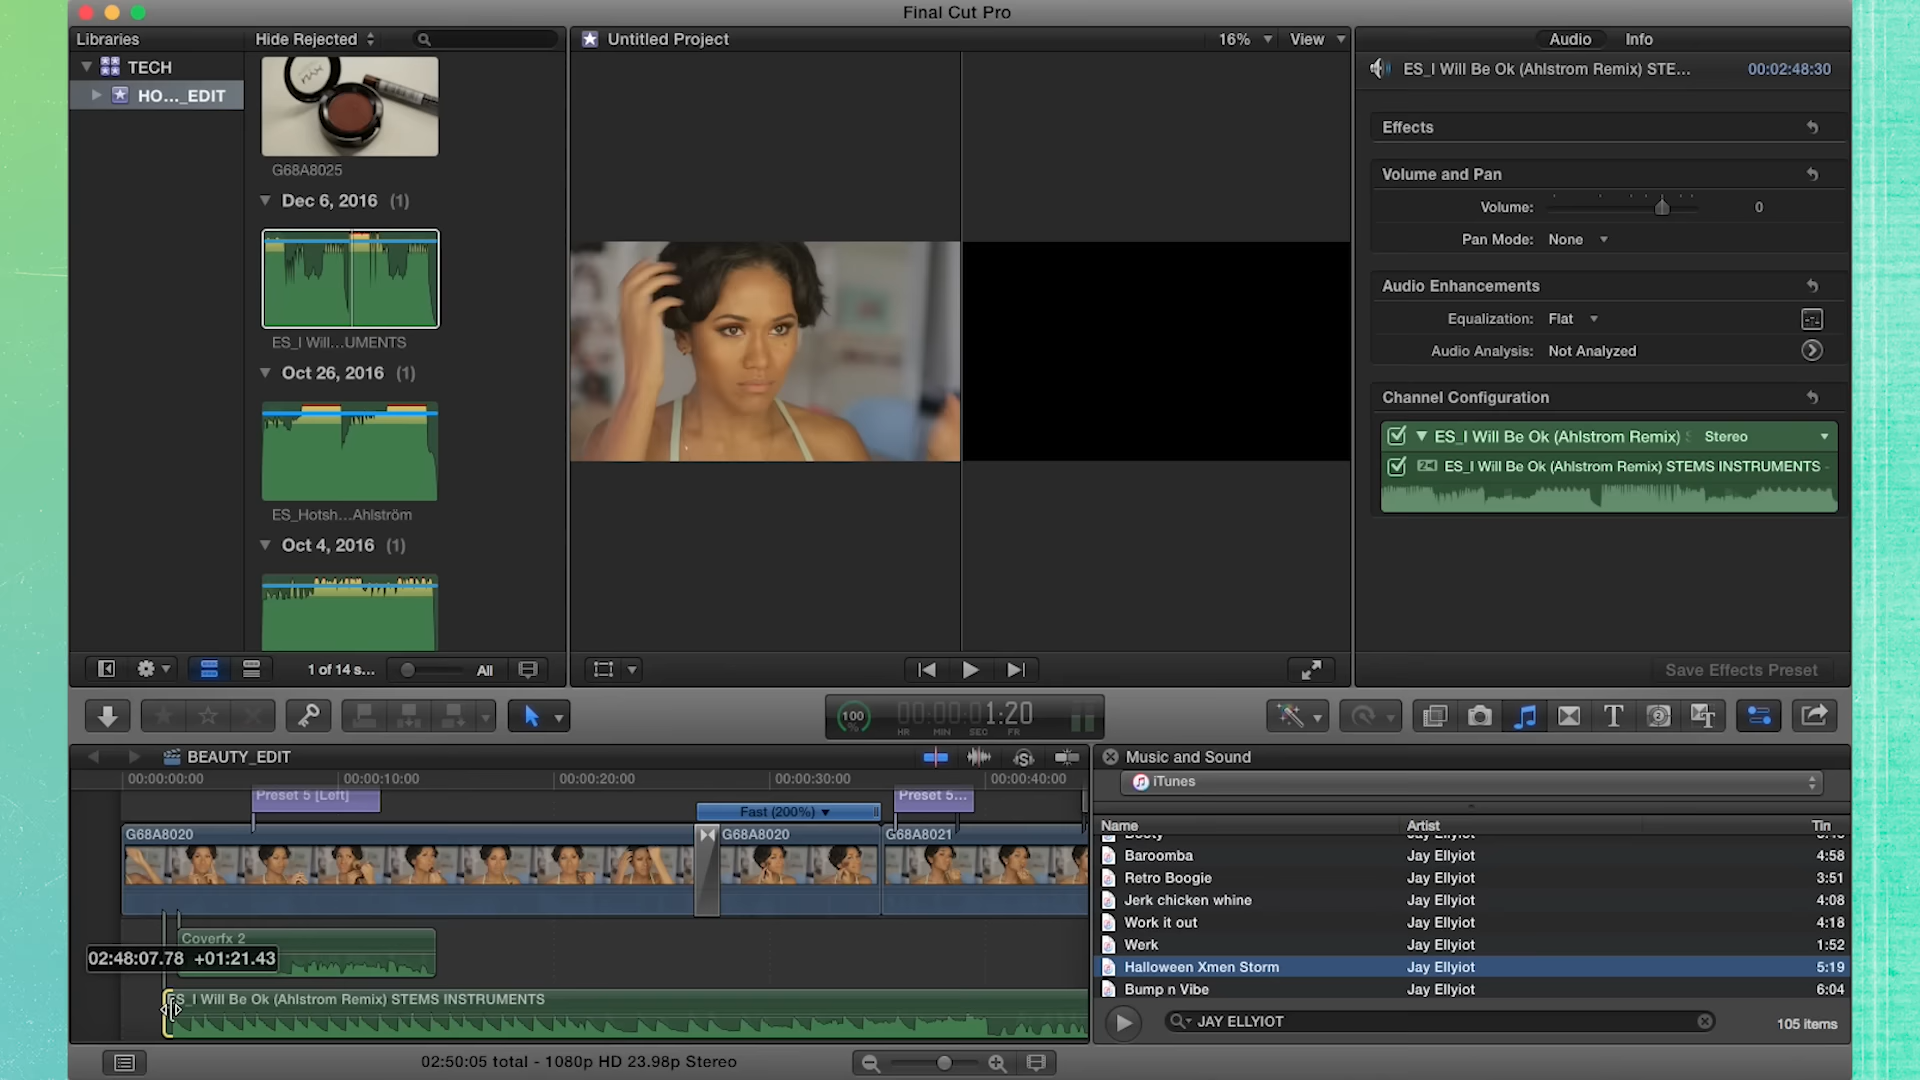 Final Cut Pro
Libraries
Hide Rejected
TECH
HO..._EDIT
G68A8025
Dec 6, 2016 (1)
ES_I Will...UMENTS
Oct 26, 2016 (1)
ES_Hotsh...Ahlström
Oct 4, 2016 (1)
1 of 14 s...
All
Untitled Project
16%
View
Audio
Info
ES_I Will Be Ok (Ahlstrom Remix) STE...
00:02:48:30
Effects
Volume and Pan
Volume:
0
Pan Mode: None
Audio Enhancements
Equalization: Flat
Audio Analysis: Not Analyzed
Channel Configuration
ES_I Will Be Ok (Ahlstrom Remix)
Stereo
ES_I Will Be Ok (Ahlstrom Remix) STEMS INSTRUMENTS
Save Effects Preset
100
%
00:00:01:20
HR MIN SEC FR
BEAUTY_EDIT
00:00:00:00
00:00:10:00
00:00:20:00
00:00:30:00
00:00:40:00
Preset 5 [Left]
Preset 5...
Fast (200%)
G68A8020
G68A8020
G68A8021
Coverfx 2
02:48:07.78 +01:21.43
ES_I Will Be Ok (Ahlstrom Remix) STEMS INSTRUMENTS
02:50:05 total - 1080p HD 23.98p Stereo
Music and Sound
iTunes
Name Artist Tin
Jay Ellyiot
Baroomba Jay Ellyiot 4:58
Retro Boogie Jay Ellyiot 3:51
Jerk chicken whine Jay Ellyiot 4:08
Work it out Jay Ellyiot 4:18
Werk Jay Ellyiot 1:52
Halloween Xmen Storm Jay Ellyiot 5:19
Bump n Vibe Jay Ellyiot 6:04
JAY ELLYIOT
105 items